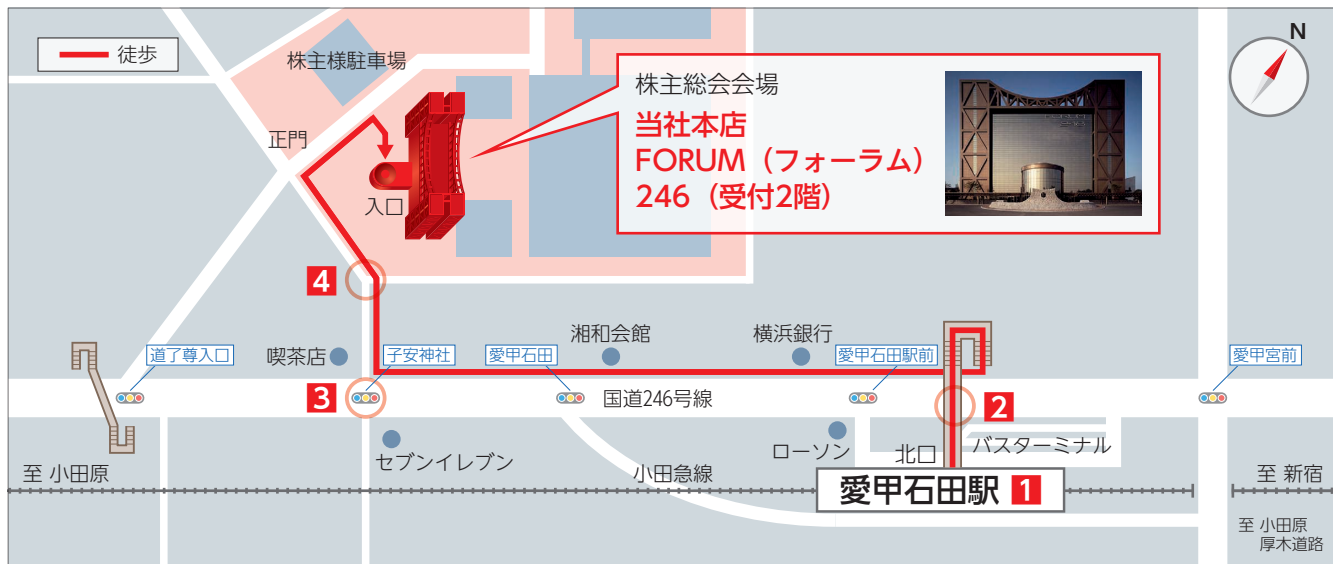 徒歩
N
株主様駐車場
株主総会会場
当社本店
FORUM（フォーラム）
246（受付2階）
正門
入口
4
湘和会館
横浜銀行
道了尊入口
喫茶店
子安神社
愛甲石田
愛甲石田駅前
愛甲宮前
3
国道246号線
2
セブンイレブン
ローソン
北口
バスターミナル
至 小田原
小田急線
愛甲石田駅 1
至 新宿
至 小田原
厚木道路